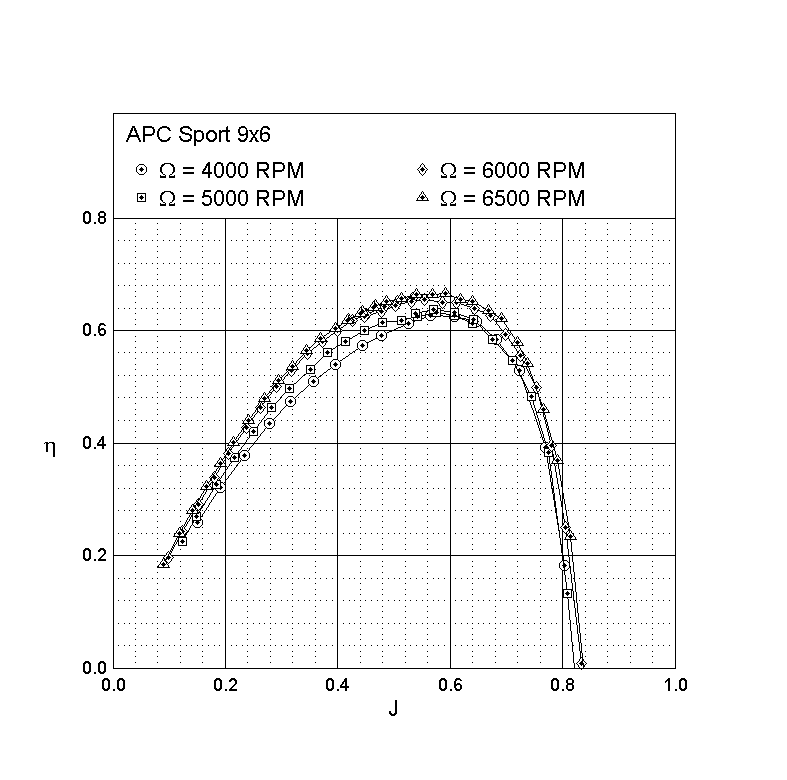 APC Sport 9x6
Ω = 4000 RPM Ω = 6000 RPM
Ω = 5000 RPM Ω = 6500 RPM
0.8
0.6
0.4
η
0.2
0.0
0.0 0.2 0.4 0.6 0.8 1.0
J